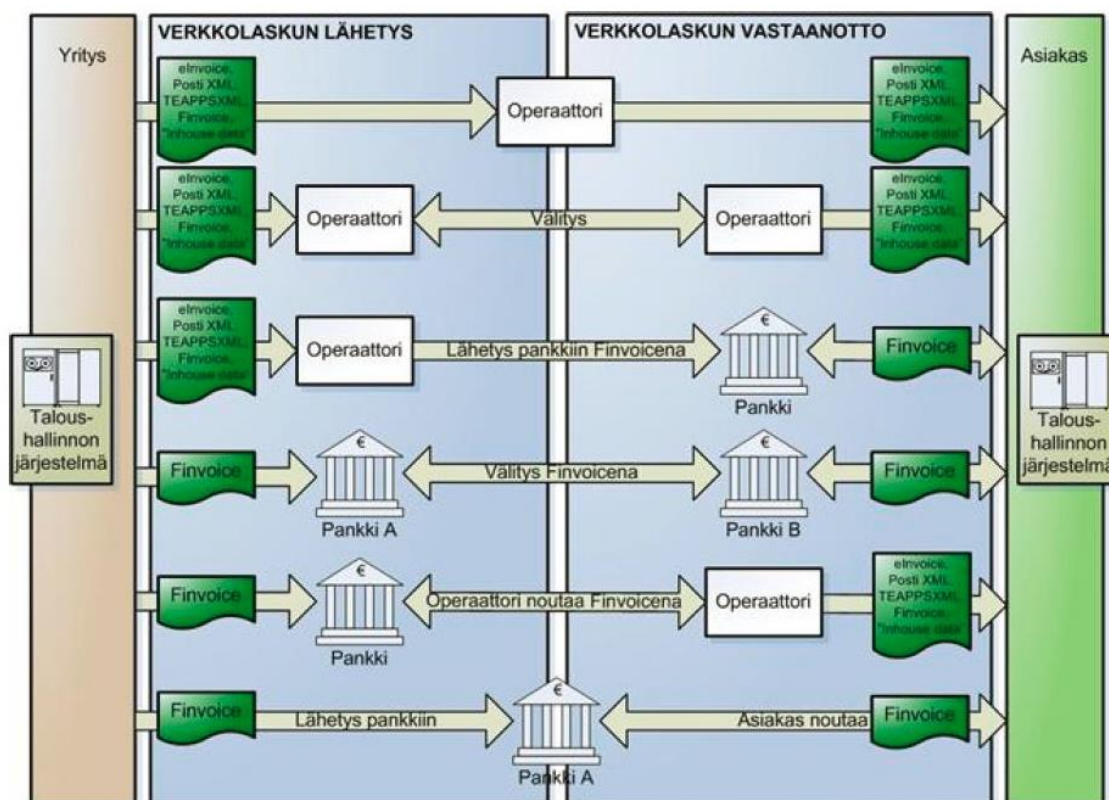 Yritys
VERKKOLASKUN LÄHETYS
VERKKOLASKUN VASTAANOTTO
Asiakas
eInvoice,
Posti XML,
TEAPPSXML,
Finvoice,
"Inhouse data"
Operaattori
eInvoice,
Posti XML,
TEAPPSXML,
Finvoice,
"Inhouse data"
eInvoice,
Posti XML,
TEAPPSXML,
Finvoice,
"Inhouse data"
Operaattori
Välitys
Operaattori
eInvoice,
Posti XML,
TEAPPSXML,
Finvoice,
"Inhouse data"
eInvoice,
Posti XML,
TEAPPSXML,
Finvoice,
"Inhouse data"
Operaattori
Lähetys pankkiin Finvoicena
€
Pankki
Finvoice
Talous-
hallinnon
järjestelmä
Talous-
hallinnon
järjestelmä
Finvoice
€
Pankki A
Välitys Finvoicena
€
Pankki B
Finvoice
Finvoice
€
Pankki
Operaattori noutaa Finvoicena
Operaattori
eInvoice,
Posti XML,
TEAPPSXML,
Finvoice,
"Inhouse data"
Finvoice
Lähetys pankkiin
€
Pankki A
Asiakas noutaa
Finvoice